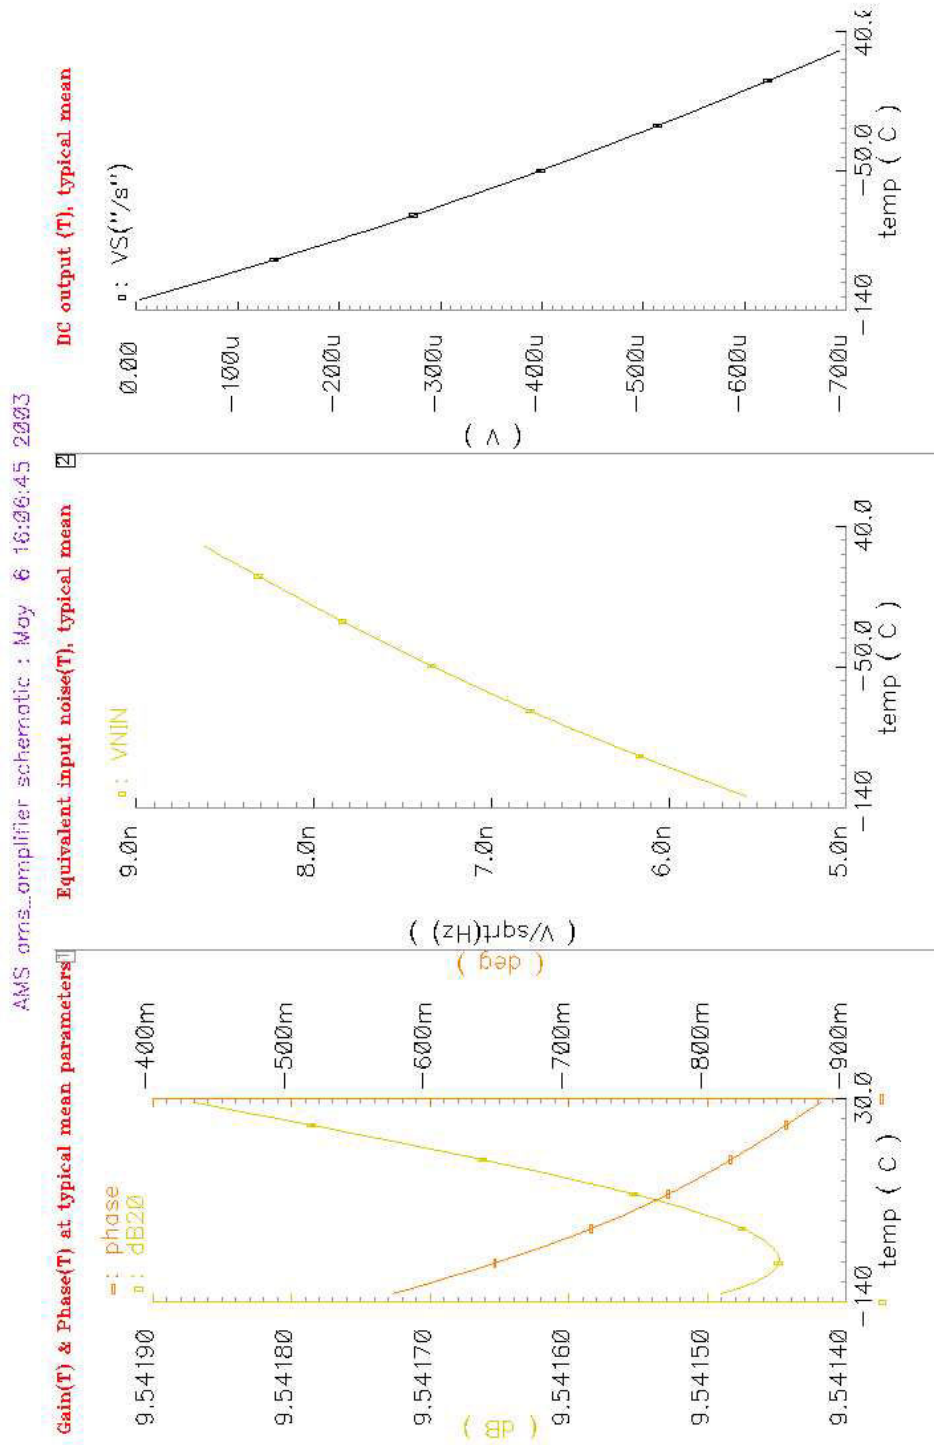 AMS ams_amplifier schematic : May 6 16:06:45 2003
Gain(T) & Phase(T) at typical mean parameters
1
▫: phase
▫: dB20
9.54190
9.54180
9.54170
9.54160
9.54150
9.54140
( dB )
-400m
-500m
-600m
-700m
-800m
-900m
( deg )
-140
30.0
temp ( C )
Equivalent input noise(T), typical mean
2
▫: VNIN
9.0n
8.0n
7.0n
6.0n
5.0n
( V/sqrt(Hz) )
-140
-50.0
40.0
temp ( C )
DC output (T), typical mean
▫: VS("/s")
0.00
-100u
-200u
-300u
-400u
-500u
-600u
-700u
( V )
-140
-50.0
40.0
temp ( C )